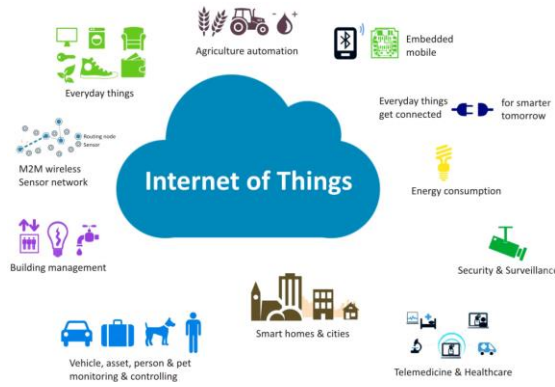 Agriculture automation
Embedded
mobile
Everyday things
Everyday things
get connected
for smarter
tomorrow
Routing node
Sensor
M2M wireless
Sensor network
Internet of Things
Energy consumption
Building management
Security & Surveillance
Smart homes & cities
Vehicle, asset, person & pet
monitoring & controlling
Telemedicine & Healthcare